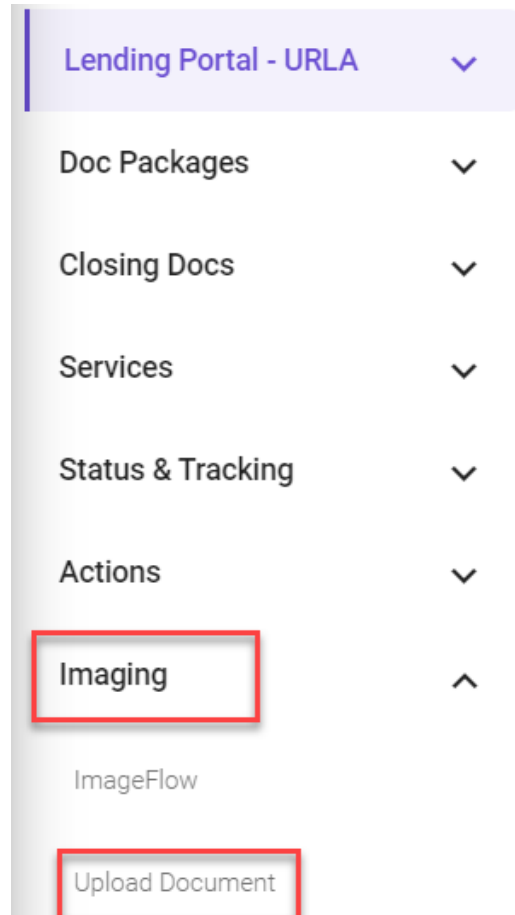 Lending Portal - URLA
Doc Packages
Closing Docs
Services
Status & Tracking
Actions
Imaging
ImageFlow
Upload Document